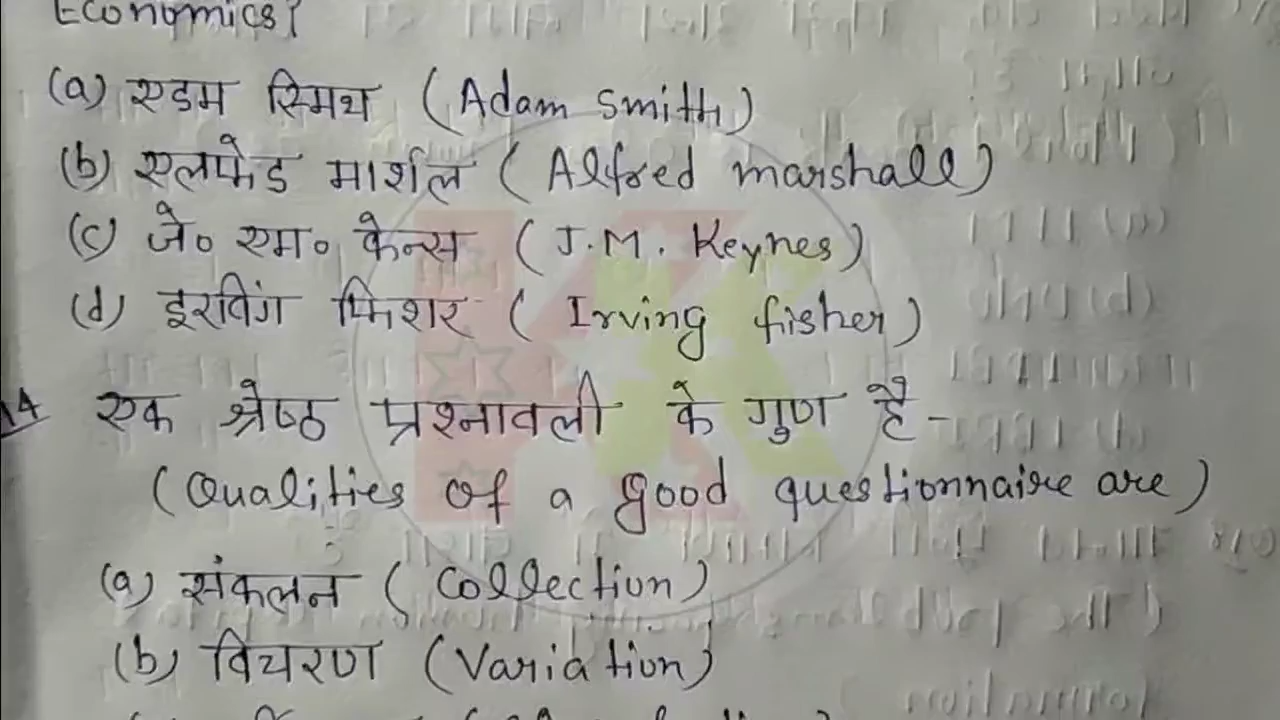 Economics?
(a) एडम स्मिथ (Adam Smith)
(b) एलफेड मार्शल (Alfred marshall)
(c) जे० एम० केन्स (J.M. Keynes)
(d) इरविंग फिशर (Irving fisher)
14 एक श्रेष्ठ प्रश्नावली के गुण है -
(Qualities of a good questionnaire are)
(a) संकलन (Collection)
(b) विचरण (Variation)